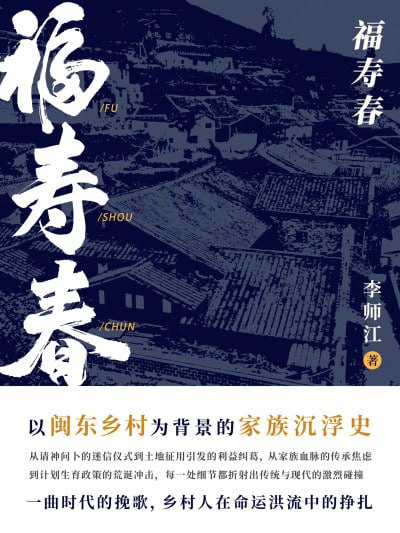 福寿春
/FU
/SHOU
/CHUN
福寿春
李师江 著
以闽东乡村为背景的家族沉浮史
从请神问卜的迷信仪式到土地征用引发的利益纠葛，从家族血脉的传承焦虑
到计划生育政策的荒诞冲击，每一处细节都折射出传统与现代的激烈碰撞
一曲时代的挽歌，乡村人在命运洪流中的挣扎